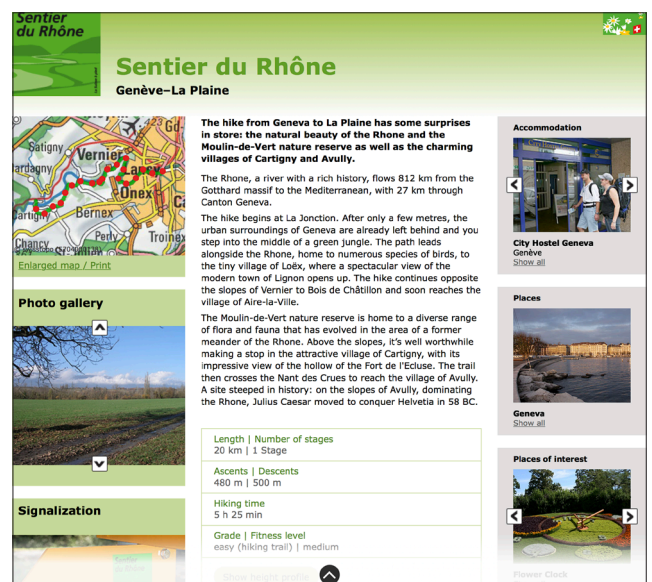 Sentier
du Rhône
Sentier du Rhône
Genève–La Plaine
123
Gd-
Satigny
Vernier
Lancy
Onex
Bernex
Cartigny
Chancy
Perly
Troinex
Enlarged map / Print
Photo gallery
Signalization
The hike from Geneva to La Plaine has some surprises
in store: the natural beauty of the Rhone and the
Moulin-de-Vert nature reserve as well as the charming
villages of Cartigny and Avully.
The Rhone, a river with a rich history, flows 812 km from the
Gotthard massif to the Mediterranean, with 27 km through
Canton Geneva.
The hike begins at La Jonction. After only a few metres, the
urban surroundings of Geneva are already left behind and you
step into the middle of a green jungle. The path leads
alongside the Rhone, home to numerous species of birds, to
the tiny village of Loëx, where a spectacular view of the
modern town of Lignon opens up. The hike continues opposite
the slopes of Vernier to Bois de Châtillon and soon reaches the
village of Aire-la-Ville.
The Moulin-de-Vert nature reserve is home to a diverse range
of flora and fauna that has evolved in the area of a former
meander of the Rhone. Above the slopes, it's well worthwhile
making a stop in the attractive village of Cartigny, with its
impressive view of the hollow of the Fort de l'Ecluse. The trail
then crosses the Nant des Crues to reach the village of Avully.
A site steeped in history: on the slopes of Avully, dominating
the Rhone, Julius Caesar moved to conquer Helvetia in 58 BC.
Length | Number of stages
20 km | 1 Stage
Ascents | Descents
480 m | 500 m
Hiking time
5 h 25 min
Grade | Fitness level
easy (hiking trail) | medium
Show height profile
Accommodation
City Hostel Geneva
Genève
Show all
Places
Geneva
Show all
Places of interest
Flower Clock